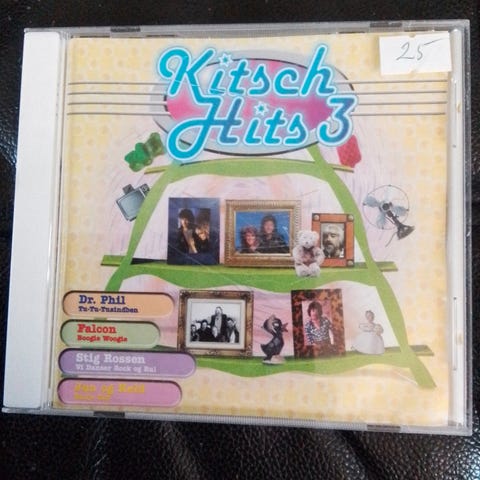 25
Kitsch
Hits 3
Dr. Phil
Tu-Tu-Tusindben
Falcon
Boogie Woogie
Stig Rossen
Vi Danser Rock og Rul
og